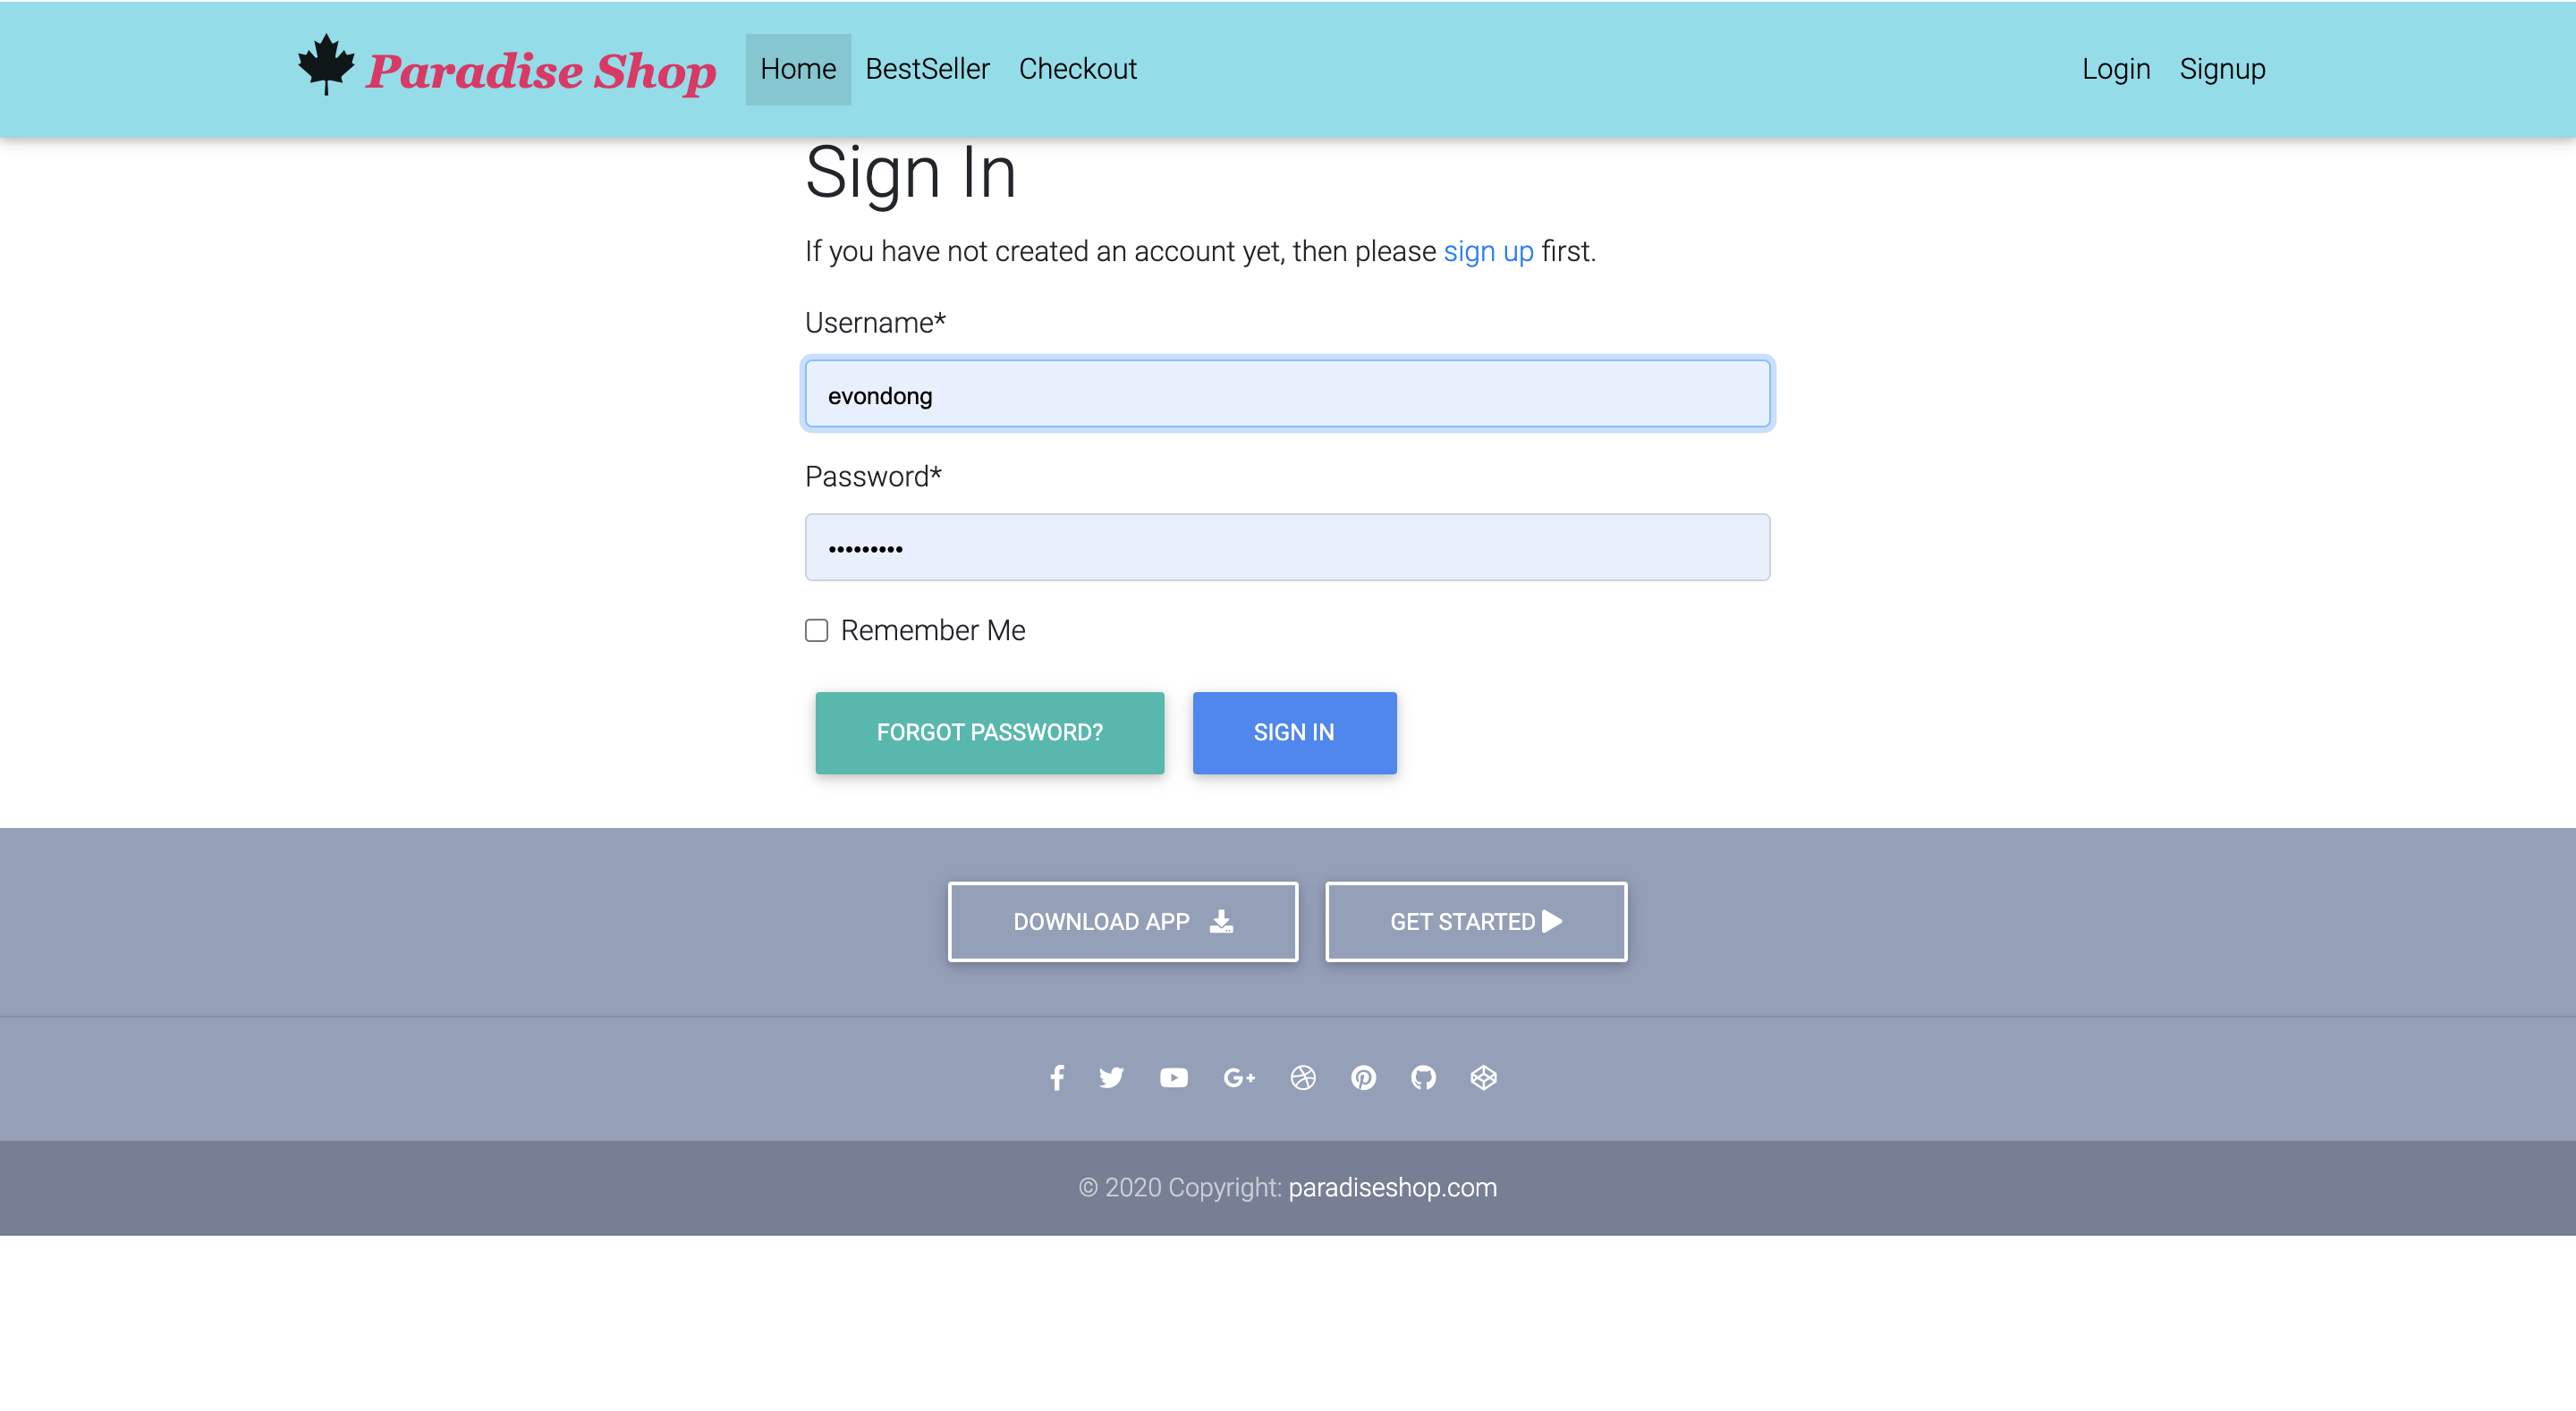 Paradise Shop Home BestSeller Checkout Login Signup
Sign In
If you have not created an account yet, then please sign up first.
Username*
evondong
Password*
•••••••••
Remember Me
FORGOT PASSWORD? SIGN IN
DOWNLOAD APP GET STARTED
© 2020 Copyright: paradiseshop.com